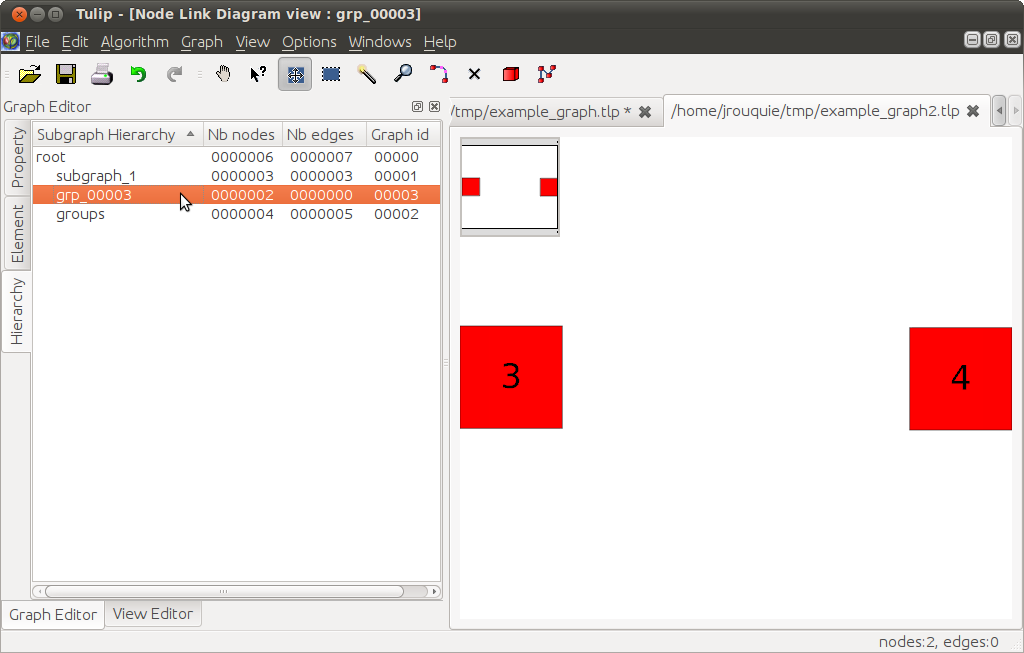 Tulip - [Node Link Diagram view : grp_00003]
File Edit Algorithm Graph View Options Windows Help
?
Graph Editor
/tmp/example_graph.tlp *
/home/jrouquie/tmp/example_graph2.tlp
Property
Element
Hierarchy
Subgraph Hierarchy Nb nodes Nb edges Graph id
root 0000006 0000007 00000
subgraph_1 0000003 0000003 00001
grp_00003 0000002 0000000 00003
groups 0000004 0000005 00002
3
4
Graph Editor View Editor
nodes:2, edges:0